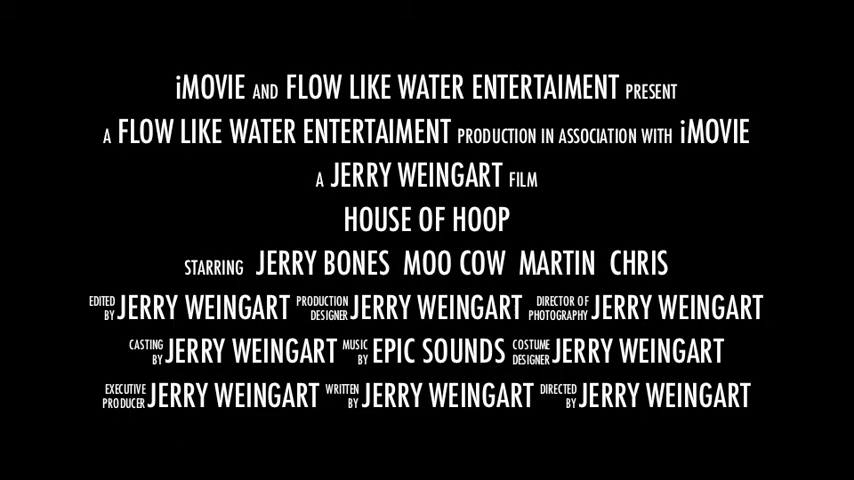 iMOVIE AND FLOW LIKE WATER ENTERTAIMENT PRESENT
A FLOW LIKE WATER ENTERTAIMENT PRODUCTION IN ASSOCIATION WITH iMOVIE
A JERRY WEINGART FILM
HOUSE OF HOOP
STARRING JERRY BONES MOO COW MARTIN CHRIS
EDITED BY JERRY WEINGART PRODUCTION DESIGNER JERRY WEINGART DIRECTOR OF PHOTOGRAPHY JERRY WEINGART
CASTING BY JERRY WEINGART MUSIC BY EPIC SOUNDS COSTUME DESIGNER JERRY WEINGART
EXECUTIVE PRODUCER JERRY WEINGART WRITTEN BY JERRY WEINGART DIRECTED BY JERRY WEINGART